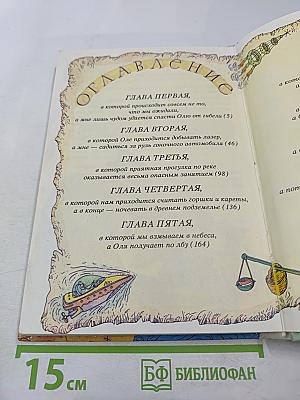 ОГЛАВЛЕНИЕ
ГЛАВА ПЕРВАЯ,
в которой происходит совсем не то,
что мы ожидали,
а мне лишь чудом удается спасти Олю от гибели (5)
ГЛАВА ВТОРАЯ,
в которой Оле приходится добывать лазер,
а мне — садиться за руль гоночного автомобиля (46)
ГЛАВА ТРЕТЬЯ,
в которой приятная прогулка по реке
оказывается весьма опасным занятием (98)
ГЛАВА ЧЕТВЕРТАЯ,
в которой нам приходится считать горшки и кареты,
а в конце — ночевать в древнем подземелье (136)
ГЛАВА ПЯТАЯ,
в которой мы взмываем в небеса,
а Оля получает по лбу (164)
15 см
БФ БИБЛИОФАН